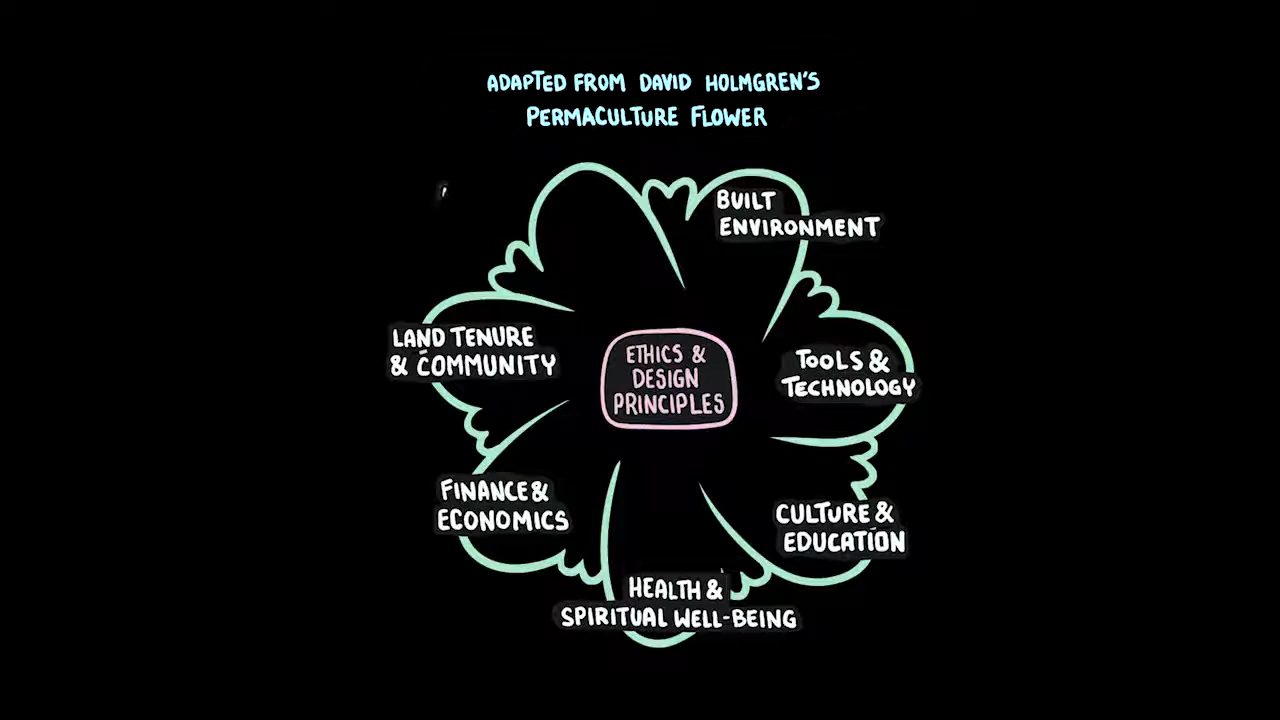 ADAPTED FROM DAVID HOLMGREN'S
PERMACULTURE FLOWER
BUILT
ENVIRONMENT
LAND TENURE
& COMMUNITY
ETHICS &
DESIGN
PRINCIPLES
TOOLS &
TECHNOLOGY
FINANCE &
ECONOMICS
CULTURE &
EDUCATION
HEALTH &
SPIRITUAL WELL-BEING